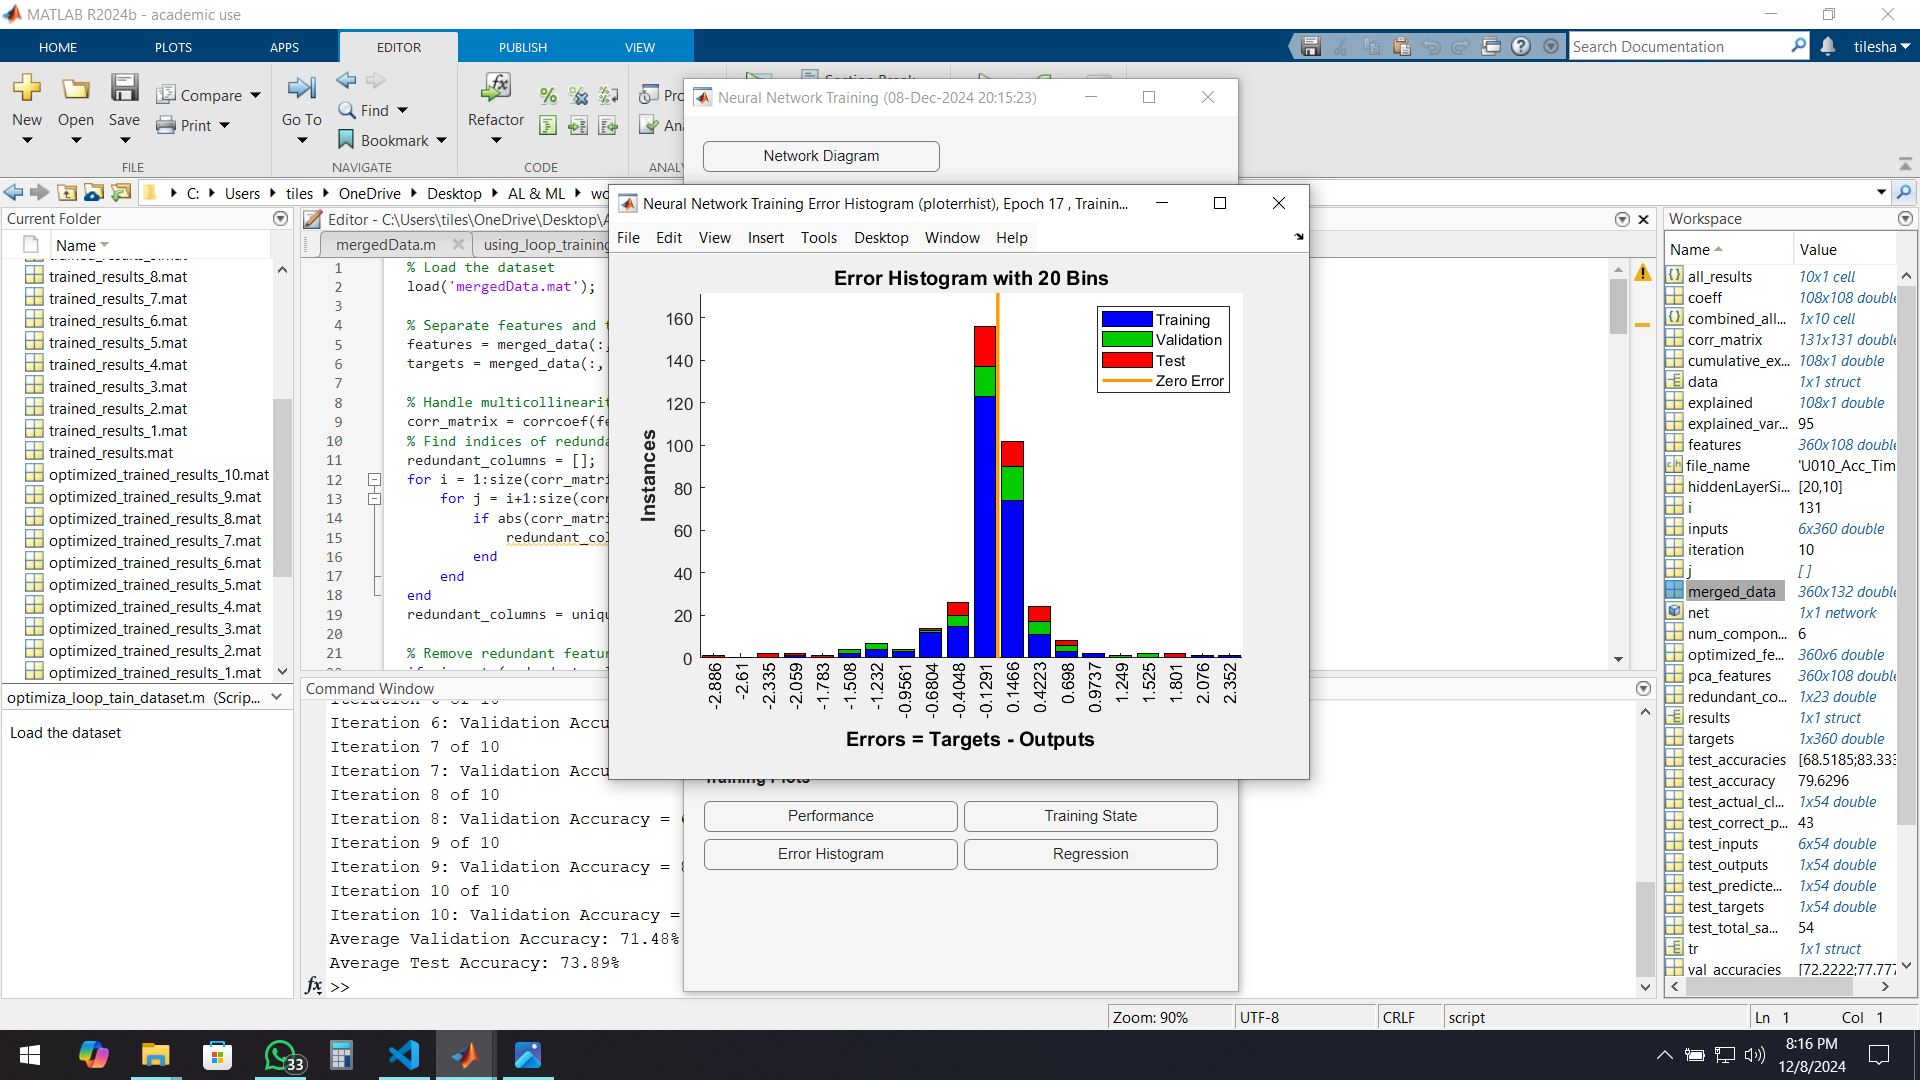 MATLAB R2024b - academic use
HOME
PLOTS
APPS
EDITOR
PUBLISH
VIEW
Search Documentation
tilesha
New
Open
Save
Compare
Print
FILE
Go To
Find
Bookmark
NAVIGATE
Refactor
CODE
C:
Users
tiles
OneDrive
Desktop
AL & ML
Current Folder
Name
trained_results_8.mat
trained_results_7.mat
trained_results_6.mat
trained_results_5.mat
trained_results_4.mat
trained_results_3.mat
trained_results_2.mat
trained_results_1.mat
trained_results.mat
optimized_trained_results_10.mat
optimized_trained_results_9.mat
optimized_trained_results_8.mat
optimized_trained_results_7.mat
optimized_trained_results_6.mat
optimized_trained_results_5.mat
optimized_trained_results_4.mat
optimized_trained_results_3.mat
optimized_trained_results_2.mat
optimized_trained_results_1.mat
optimiza_loop_tain_dataset.m (Scrip...
Load the dataset
Editor - C:\Users\tiles\OneDrive\Desktop\A
mergedData.m
using_loop_training
1 % Load the dataset
2 load('mergedData.mat');
3
4 % Separate features and t
5 features = merged_data(:,
6 targets = merged_data(:,
7
8 % Handle multicollinearit
9 corr_matrix = corrcoef(fe
10 % Find indices of redunda
11 redundant_columns = [];
12 for i = 1:size(corr_matri
13 for j = i+1:size(corr
14 if abs(corr_matri
15 redundant_col
16 end
17 end
18 end
19 redundant_columns = uniqu
20
21 % Remove redundant featur
Command Window
Iteration 6: Validation Accu
Iteration 7 of 10
Iteration 7: Validation Accu
Iteration 8 of 10
Iteration 8: Validation Accuracy = 6
Iteration 9 of 10
Iteration 9: Validation Accuracy = 8
Iteration 10 of 10
Iteration 10: Validation Accuracy =
Average Validation Accuracy: 71.48%
Average Test Accuracy: 73.89%
fx >>
Neural Network Training (08-Dec-2024 20:15:23)
Network Diagram
Neural Network Training Error Histogram (ploterrhist), Epoch 17 , Trainin...
File Edit View Insert Tools Desktop Window Help
Error Histogram with 20 Bins
Training
Validation
Test
Zero Error
Instances
160
140
120
100
80
60
40
20
0
-2.886
-2.61
-2.335
-2.059
-1.783
-1.508
-1.232
-0.9561
-0.6804
-0.4048
-0.1291
0.1466
0.4223
0.698
0.9737
1.249
1.525
1.801
2.076
2.352
Errors = Targets - Outputs
Training Plots
Performance
Training State
Error Histogram
Regression
Workspace
Name Value
all_results 10x1 cell
coeff 108x108 double
combined_all... 1x10 cell
corr_matrix 131x131 double
cumulative_ex... 108x1 double
data 1x1 struct
explained 108x1 double
explained_var... 95
features 360x108 double
file_name 'U010_Acc_Tim
hiddenLayerSi... [20,10]
i 131
inputs 6x360 double
iteration 10
j []
merged_data 360x132 double
net 1x1 network
num_compon... 6
optimized_fe... 360x6 double
pca_features 360x108 double
redundant_co... 1x23 double
results 1x1 struct
targets 1x360 double
test_accuracies [68.5185;83.333
test_accuracy 79.6296
test_actual_cl... 1x54 double
test_correct_p... 43
test_inputs 6x54 double
test_outputs 1x54 double
test_predicte... 1x54 double
test_targets 1x54 double
test_total_sa... 54
tr 1x1 struct
val_accuracies [72.2222;77.777
Zoom: 90%
UTF-8
CRLF
script
Ln 1 Col 1
33
8:16 PM
12/8/2024